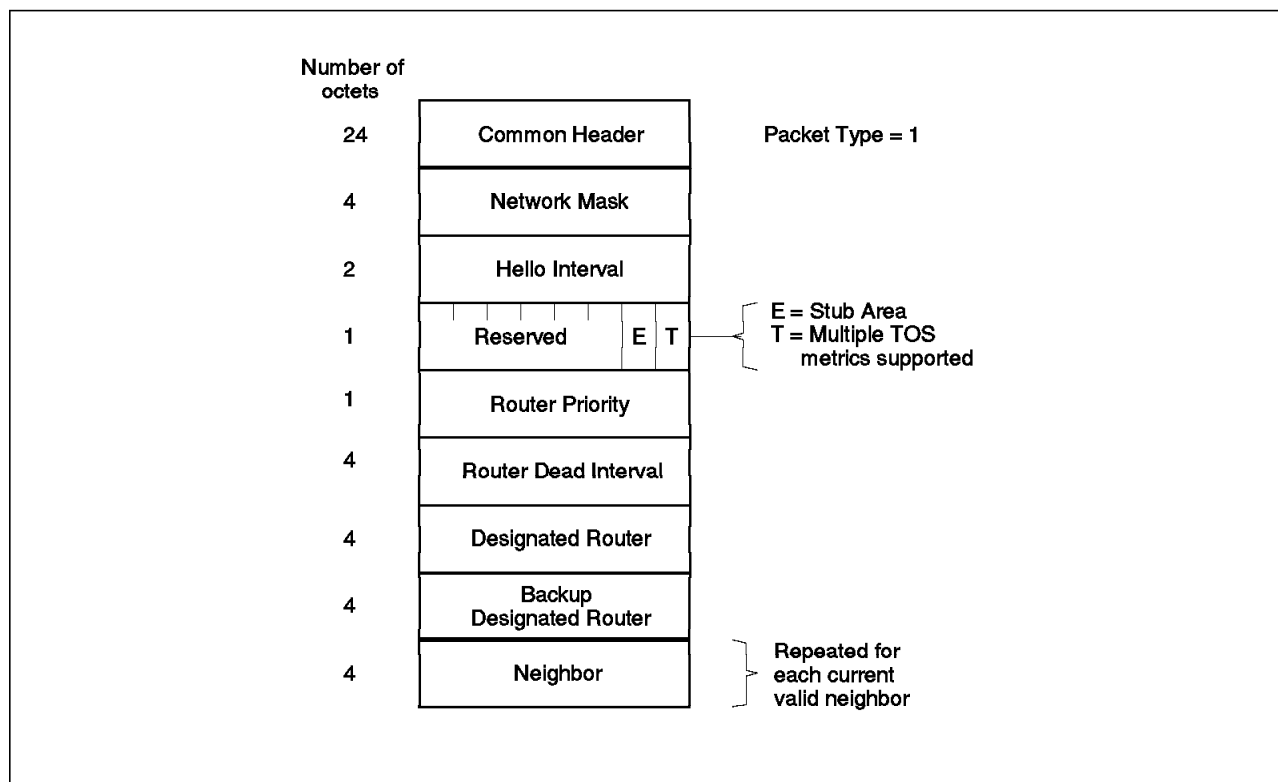 Number of
octets
24
Common Header
Packet Type = 1
4
Network Mask
2
Hello Interval
1
Reserved
E
T
E = Stub Area
T = Multiple TOS
metrics supported
1
Router Priority
4
Router Dead Interval
4
Designated Router
4
Backup
Designated Router
4
Neighbor
Repeated for
each current
valid neighbor